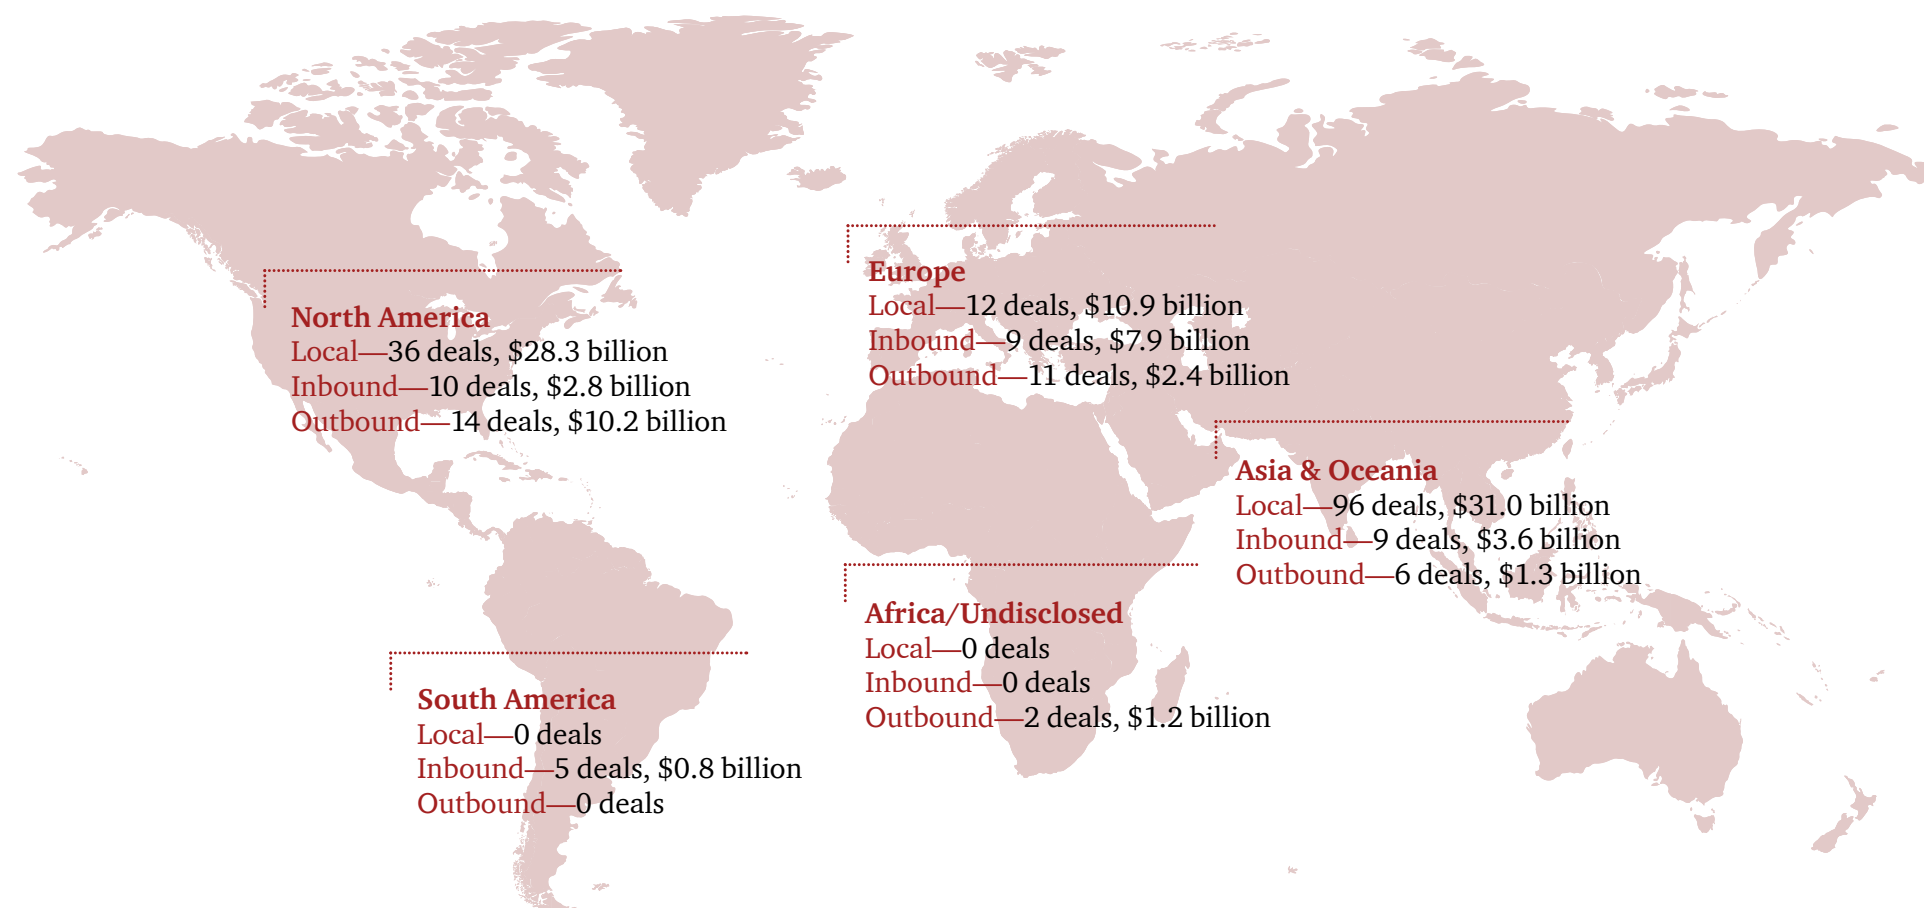 North America
Local—36 deals, $28.3 billion
Inbound—10 deals, $2.8 billion
Outbound—14 deals, $10.2 billion
Europe
Local—12 deals, $10.9 billion
Inbound—9 deals, $7.9 billion
Outbound—11 deals, $2.4 billion
Asia & Oceania
Local—96 deals, $31.0 billion
Inbound—9 deals, $3.6 billion
Outbound—6 deals, $1.3 billion
Africa/Undisclosed
Local—0 deals
Inbound—0 deals
Outbound—2 deals, $1.2 billion
South America
Local—0 deals
Inbound—5 deals, $0.8 billion
Outbound—0 deals